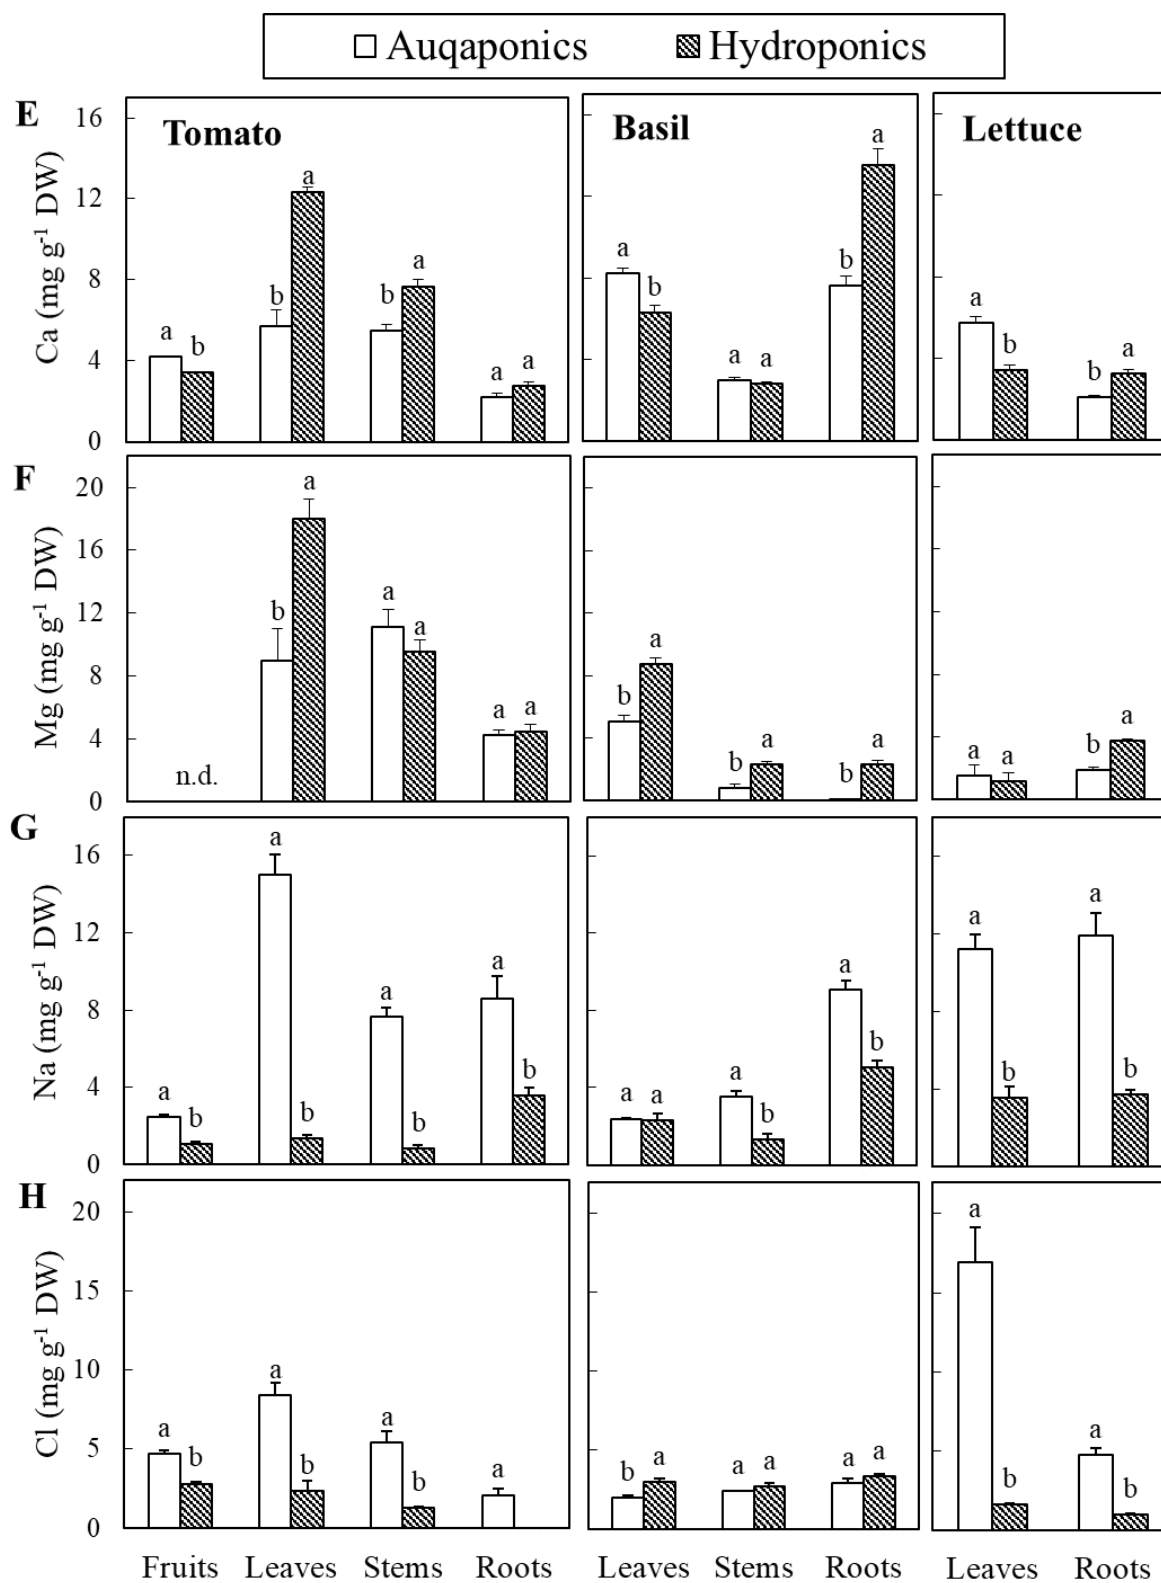 Auqaponics Hydroponics
E
Tomato Basil Lettuce
Ca (mg g⁻¹ DW)
16
12
8
4
0
a b b a b a a a
a b a a b a
a b b a
F
Mg (mg g⁻¹ DW)
20
16
12
8
4
0
n.d. b a a a a a
b a b a b a
a a b a
G
Na (mg g⁻¹ DW)
16
12
8
4
0
a b a b a b a b
a a a b a b
a b a b
H
Cl (mg g⁻¹ DW)
20
15
10
5
0
a b a b a b a
b a a a a a
a b a b
Fruits Leaves Stems Roots Leaves Stems Roots Leaves Roots